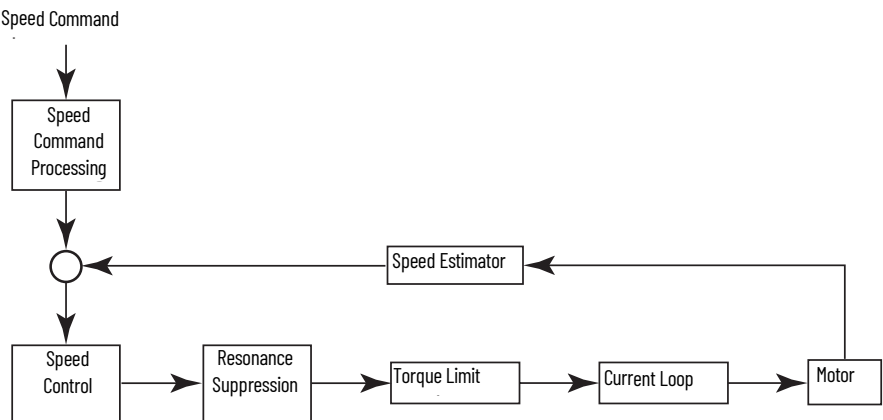 Speed Command
Speed
Command
Processing
Speed Estimator
Speed
Control
Resonance
Suppression
Torque Limit
Current Loop
Motor